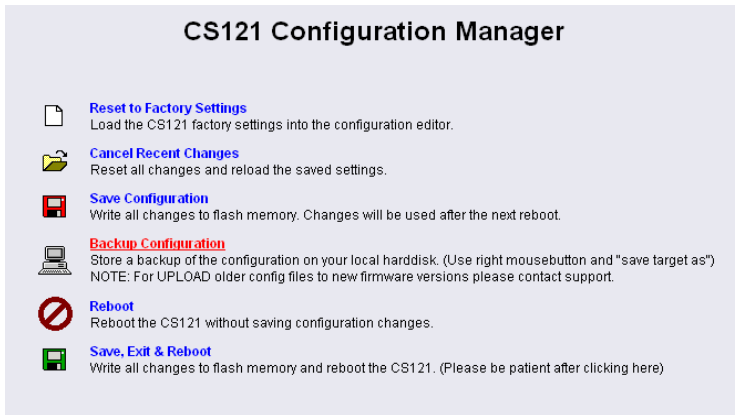 CS121 Configuration Manager
Reset to Factory Settings
Load the CS121 factory settings into the configuration editor.
Cancel Recent Changes
Reset all changes and reload the saved settings.
Save Configuration
Write all changes to flash memory. Changes will be used after the next reboot.
Backup Configuration
Store a backup of the configuration on your local harddisk. (Use right mousebutton and "save target as")
NOTE: For UPLOAD older config files to new firmware versions please contact support.
Reboot
Reboot the CS121 without saving configuration changes.
Save, Exit & Reboot
Write all changes to flash memory and reboot the CS121. (Please be patient after clicking here)